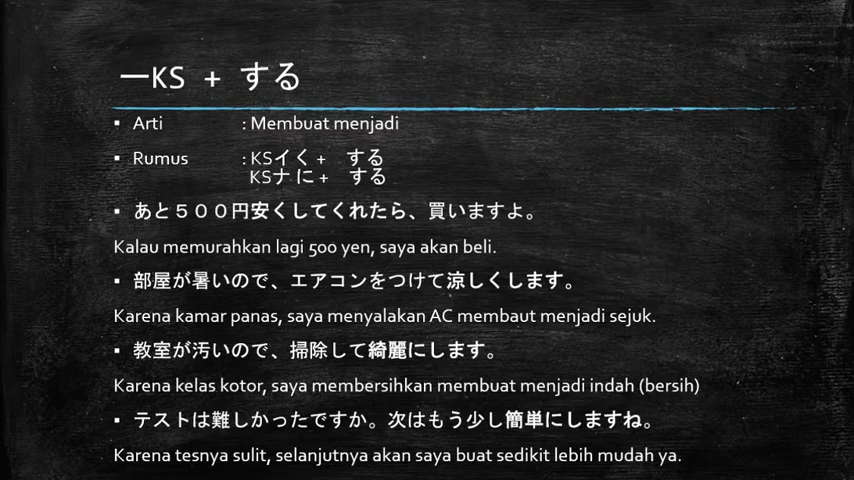 ーKS + する
▪ Arti : Membuat menjadi
▪ Rumus : KSイく+ する
KSナ に+ する
▪ あと５００円安くしてくれたら、買いますよ。
Kalau memurahkan lagi 500 yen, saya akan beli.
▪ 部屋が暑いので、エアコンをつけて涼しくします。
Karena kamar panas, saya menyalakan AC membaut menjadi sejuk.
▪ 教室が汚いので、掃除して綺麗にします。
Karena kelas kotor, saya membersihkan membuat menjadi indah (bersih)
▪ テストは難しかったですか。次はもう少し簡単にしますね。
Karena tesnya sulit, selanjutnya akan saya buat sedikit lebih mudah ya.